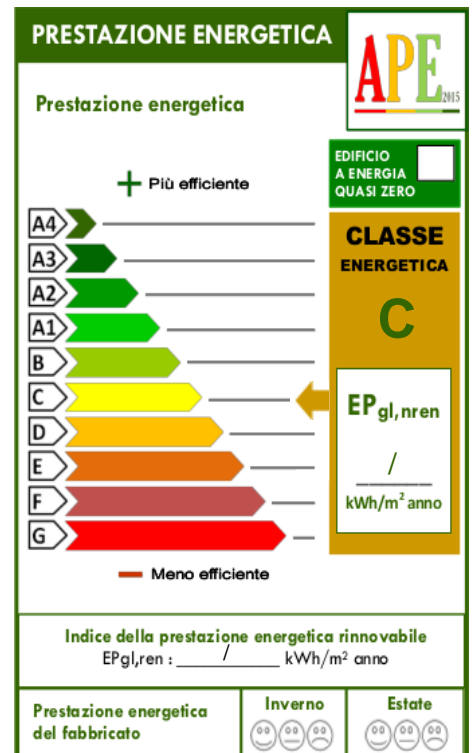 PRESTAZIONE ENERGETICA
APE 2015
Prestazione energetica
EDIFICIO
A ENERGIA
QUASI ZERO
+ Più efficiente
CLASSE
ENERGETICA
C
A4
A3
A2
A1
B
C
D
E
F
G
EPgl,nren
/
kWh/m² anno
— Meno efficiente
Indice della prestazione energetica rinnovabile
EPgl,ren : ______/______ kWh/m² anno
Prestazione energetica
del fabbricato
Inverno
Estate